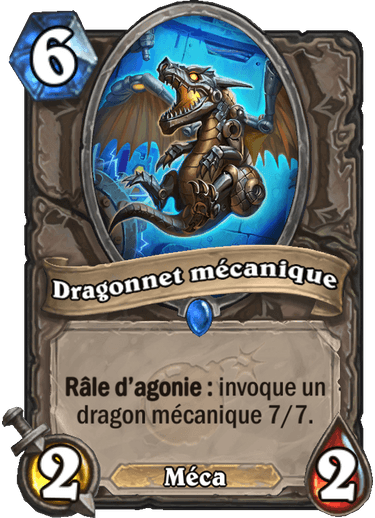 6
Dragonnet mécanique
Râle d'agonie : invoque un
dragon mécanique 7/7.
2
Méca
2